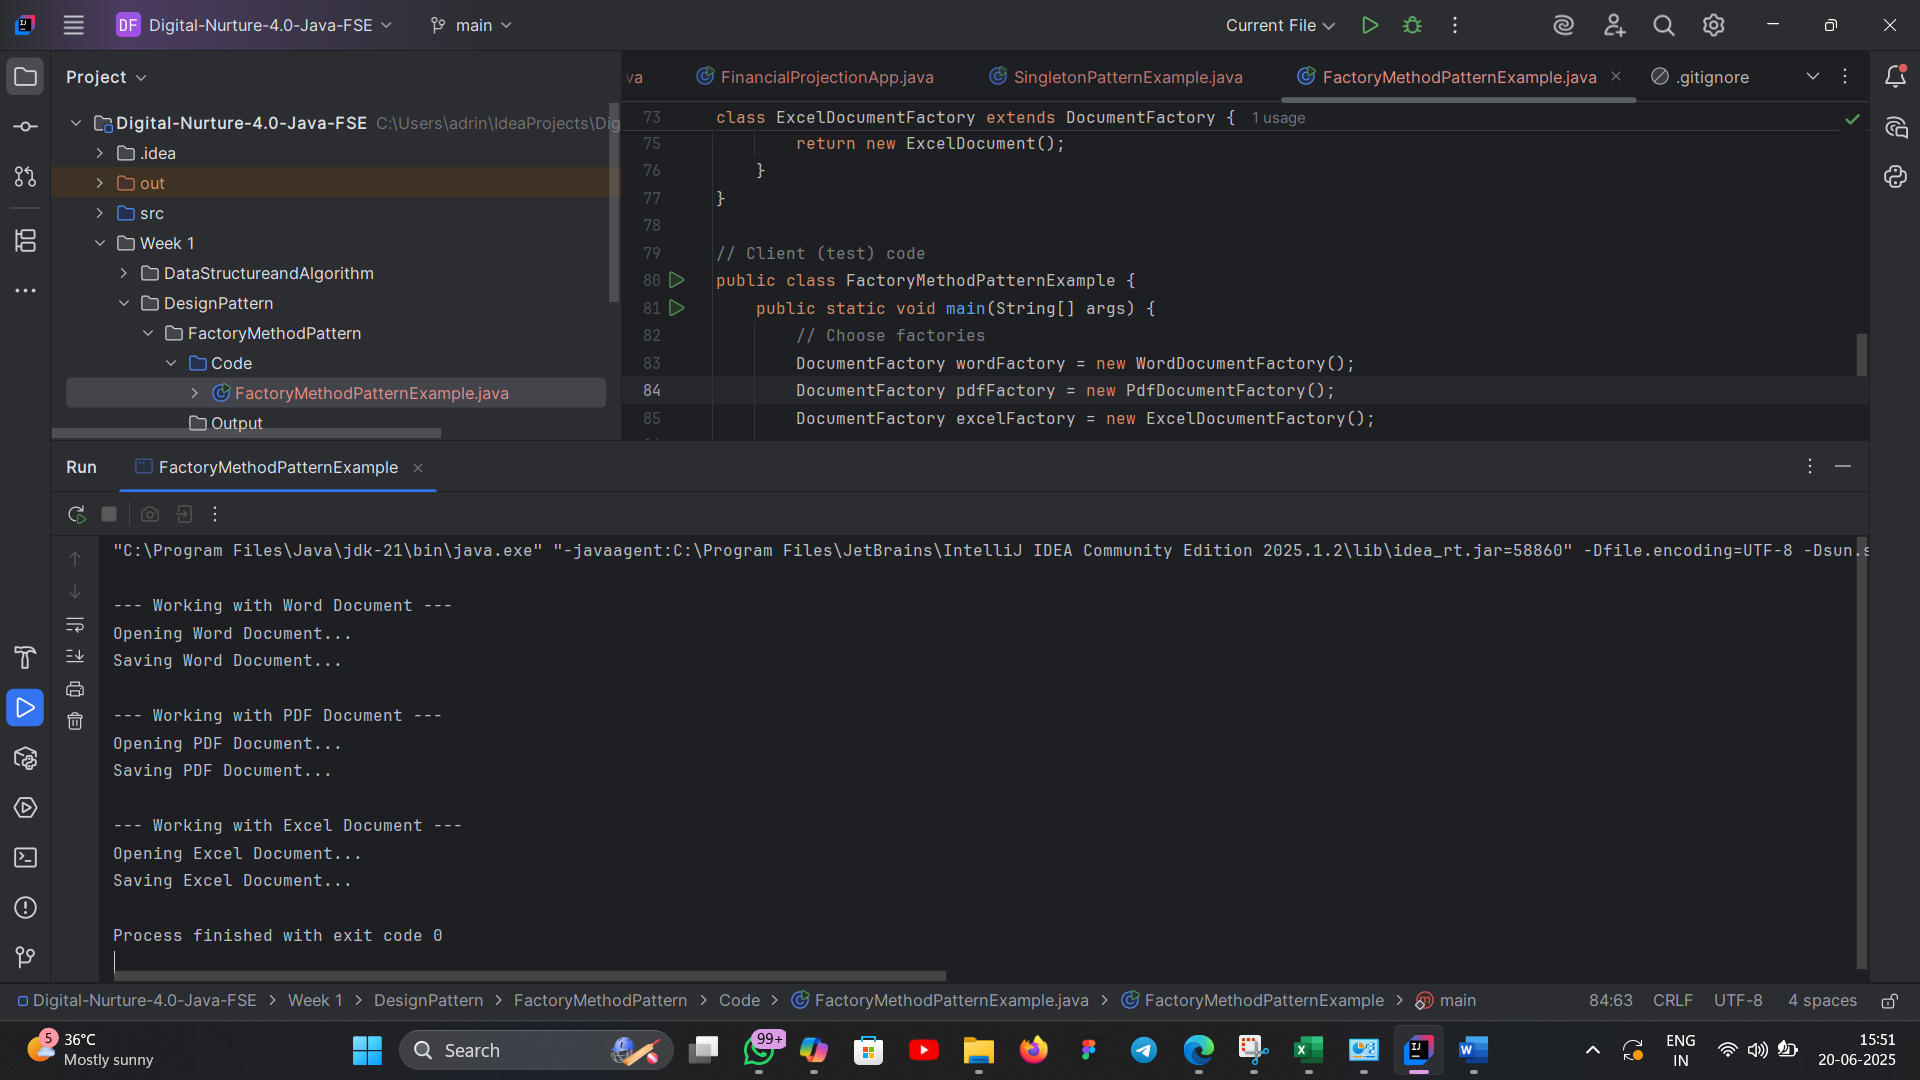 DF Digital-Nurture-4.0-Java-FSE main Current File
Project
va FinancialProjectionApp.java SingletonPatternExample.java FactoryMethodPatternExample.java .gitignore
Digital-Nurture-4.0-Java-FSE C:\Users\adrin\IdeaProjects\Dig
.idea
out
src
Week 1
DataStructureandAlgorithm
DesignPattern
FactoryMethodPattern
Code
FactoryMethodPatternExample.java
Output
73 class ExcelDocumentFactory extends DocumentFactory { 1 usage
75 return new ExcelDocument();
76 }
77 }
78
79 // Client (test) code
80 public class FactoryMethodPatternExample {
81 public static void main(String[] args) {
82 // Choose factories
83 DocumentFactory wordFactory = new WordDocumentFactory();
84 DocumentFactory pdfFactory = new PdfDocumentFactory();
85 DocumentFactory excelFactory = new ExcelDocumentFactory();
Run FactoryMethodPatternExample
"C:\Program Files\Java\jdk-21\bin\java.exe" "-javaagent:C:\Program Files\JetBrains\IntelliJ IDEA Community Edition 2025.1.2\lib\idea_rt.jar=58860" -Dfile.encoding=UTF-8 -Dsun.s
--- Working with Word Document ---
Opening Word Document...
Saving Word Document...
--- Working with PDF Document ---
Opening PDF Document...
Saving PDF Document...
--- Working with Excel Document ---
Opening Excel Document...
Saving Excel Document...
Process finished with exit code 0
Digital-Nurture-4.0-Java-FSE > Week 1 > DesignPattern > FactoryMethodPattern > Code > FactoryMethodPatternExample.java > FactoryMethodPatternExample > main 84:63 CRLF UTF-8 4 spaces
5 36°C
Mostly sunny
Search
99+
ENG
IN
15:51
20-06-2025